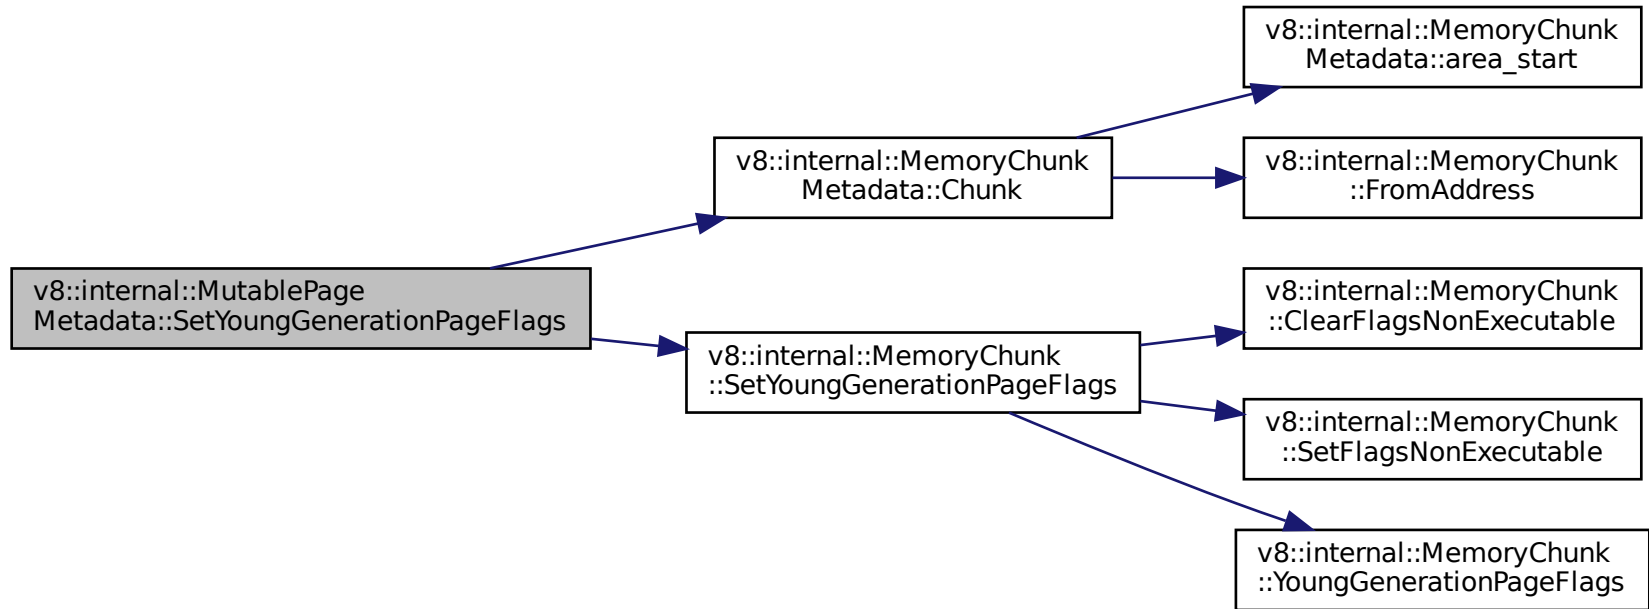 v8::internal::MemoryChunk
Metadata::area_start
v8::internal::MemoryChunk
Metadata::Chunk
v8::internal::MemoryChunk
::FromAddress
v8::internal::MutablePage
Metadata::SetYoungGenerationPageFlags
v8::internal::MemoryChunk
::SetYoungGenerationPageFlags
v8::internal::MemoryChunk
::ClearFlagsNonExecutable
v8::internal::MemoryChunk
::SetFlagsNonExecutable
v8::internal::MemoryChunk
::YoungGenerationPageFlags